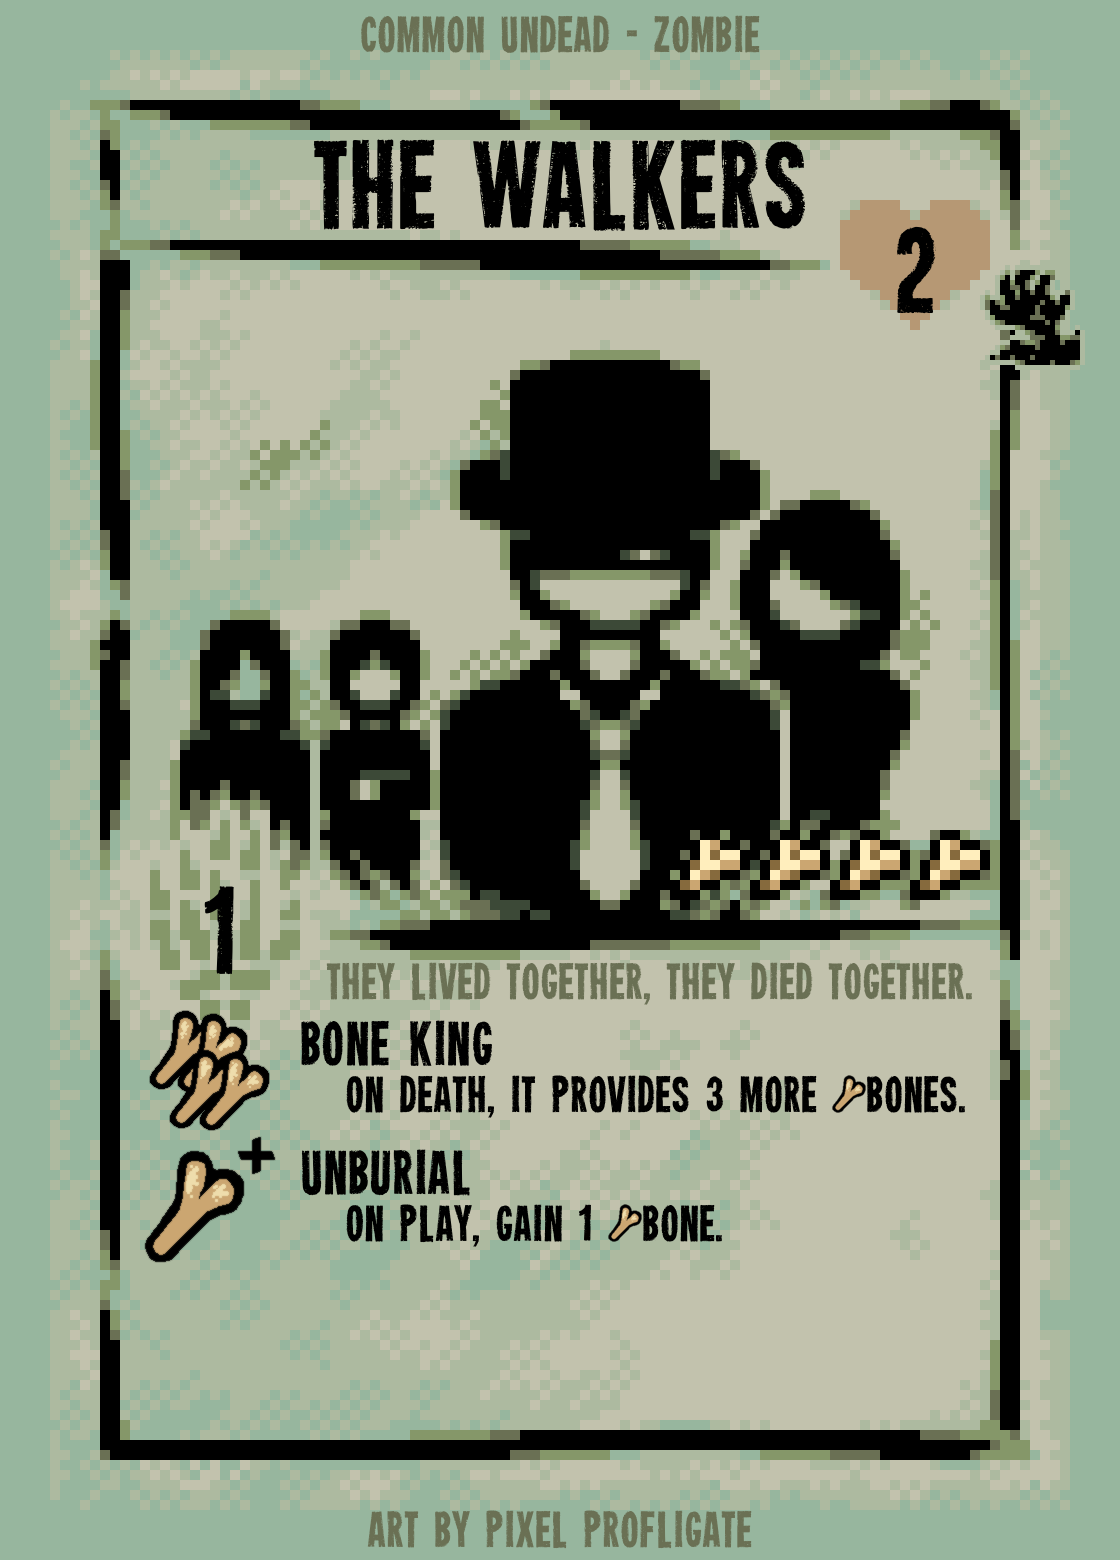 COMMON UNDEAD - ZOMBIE
THE WALKERS
2
1
THEY LIVED TOGETHER, THEY DIED TOGETHER.
BONE KING
ON DEATH, IT PROVIDES 3 MORE BONES.
+
UNBURIAL
ON PLAY, GAIN 1 BONE.
ART BY PIXEL PROFLIGATE